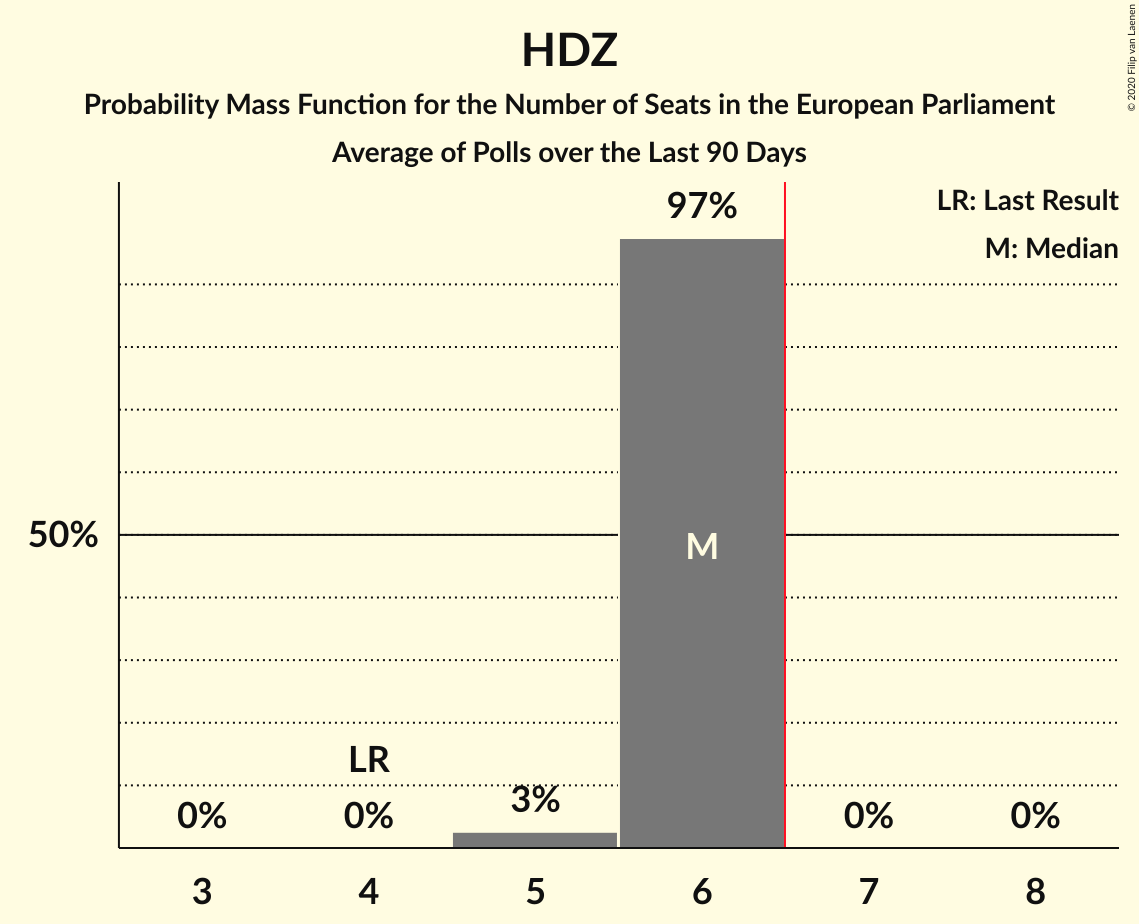 HDZ
Probability Mass Function for the Number of Seats in the European Parliament
Average of Polls over the Last 90 Days
© 2020 Filip van Laenen
LR: Last Result
M: Median
97%
50%
M
LR
0%
0%
3%
0%
0%
3
4
5
6
7
8